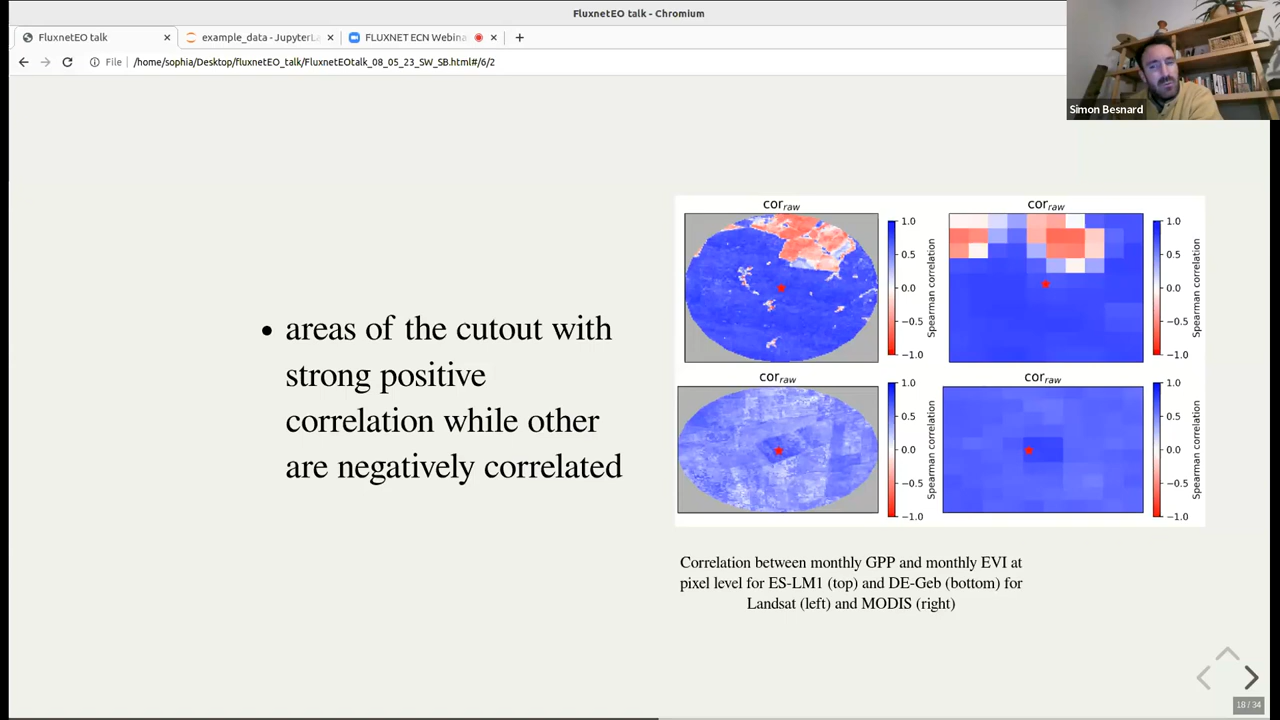 FluxnetEO talk - Chromium
FluxnetEO talk
example_data - JupyterLa
FLUXNET ECN Webina
File
/home/sophia/Desktop/fluxnetEO_talk/FluxnetEOtalk_08_05_23_SW_SB.html#/6/2
Simon Besnard
areas of the cutout with
strong positive
correlation while other
are negatively correlated
cor_raw
1.0
0.5
0.0
−0.5
−1.0
Spearman correlation
cor_raw
1.0
0.5
0.0
−0.5
−1.0
Spearman correlation
cor_raw
1.0
0.5
0.0
−0.5
−1.0
Spearman correlation
cor_raw
1.0
0.5
0.0
−0.5
−1.0
Spearman correlation
Correlation between monthly GPP and monthly EVI at
pixel level for ES-LM1 (top) and DE-Geb (bottom) for
Landsat (left) and MODIS (right)
18 / 34